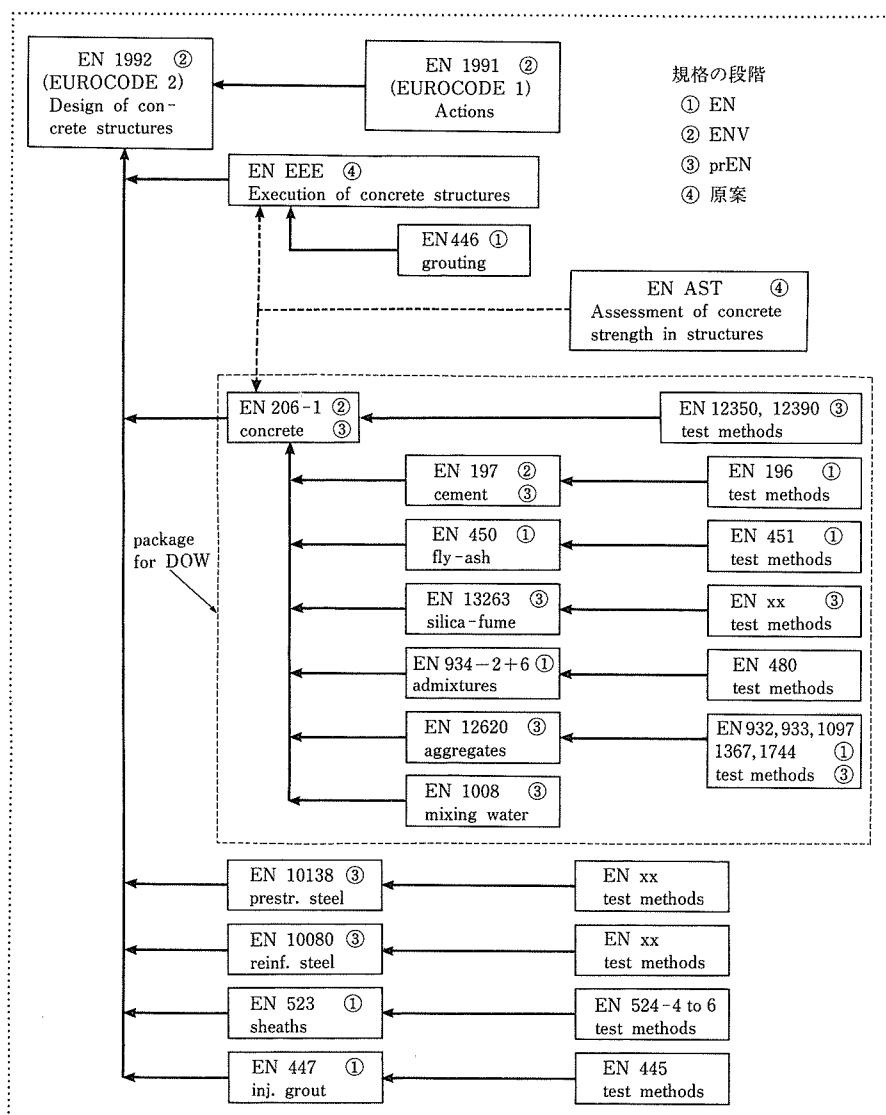 EN 1992 ②
(EUROCODE 2)
Design of con-
crete structures
EN 1991 ②
(EUROCODE 1)
Actions
規格の段階
① EN
② ENV
③ prEN
④ 原案
EN EEE ④
Execution of concrete structures
EN 446 ①
grouting
EN AST ④
Assessment of concrete
strength in structures
EN 206-1 ②
concrete ③
EN 12350, 12390 ③
test methods
EN 197 ②
cement ③
EN 196 ①
test methods
package
for DOW
EN 450 ①
fly-ash
EN 451 ①
test methods
EN 13263 ③
silica-fume
EN xx ③
test methods
EN 934-2+6 ①
admixtures
EN 480
test methods
EN 12620 ③
aggregates
EN 932, 933, 1097
1367, 1744 ①
test methods ③
EN 1008 ③
mixing water
EN 10138 ③
prestr. steel
EN xx
test methods
EN 10080 ③
reinf. steel
EN xx
test methods
EN 523 ①
sheaths
EN 524-4 to 6
test methods
EN 447 ①
inj. grout
EN 445
test methods